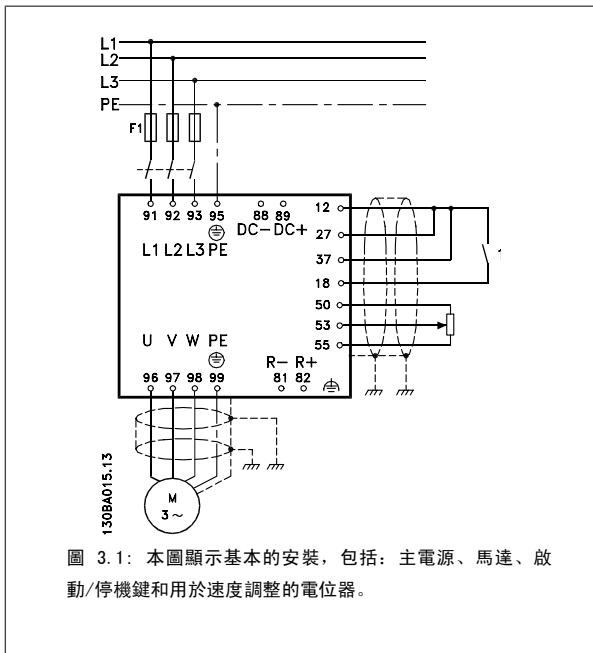 L1
L2
L3
PE
F1
91 92 93 95 88 89 12
DC- DC+
L1 L2 L3 PE
27
37
18
50
53
55
U V W PE
R- R+
96 97 98 99 81 82
M
3~
130BA015.13
圖 3.1: 本圖顯示基本的安裝，包括：主電源、馬達、啟
動/停機鍵和用於速度調整的電位器。